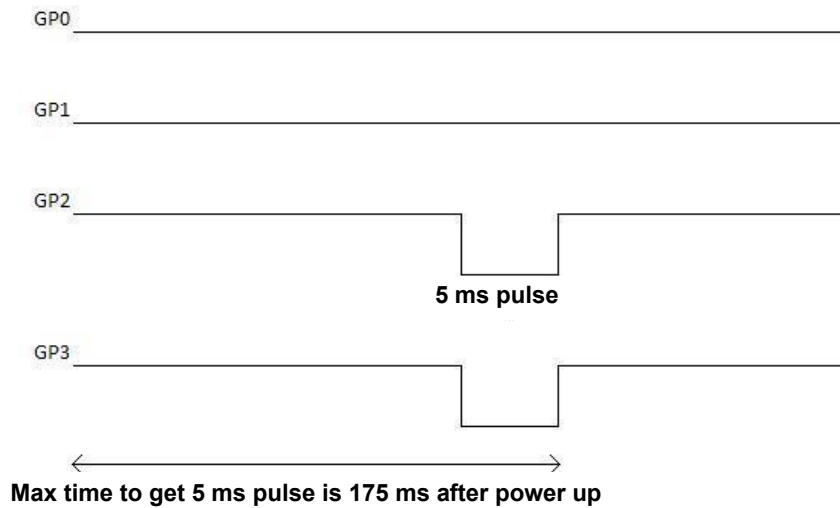 GP0
GP1
GP2
5 ms pulse
GP3
Max time to get 5 ms pulse is 175 ms after power up